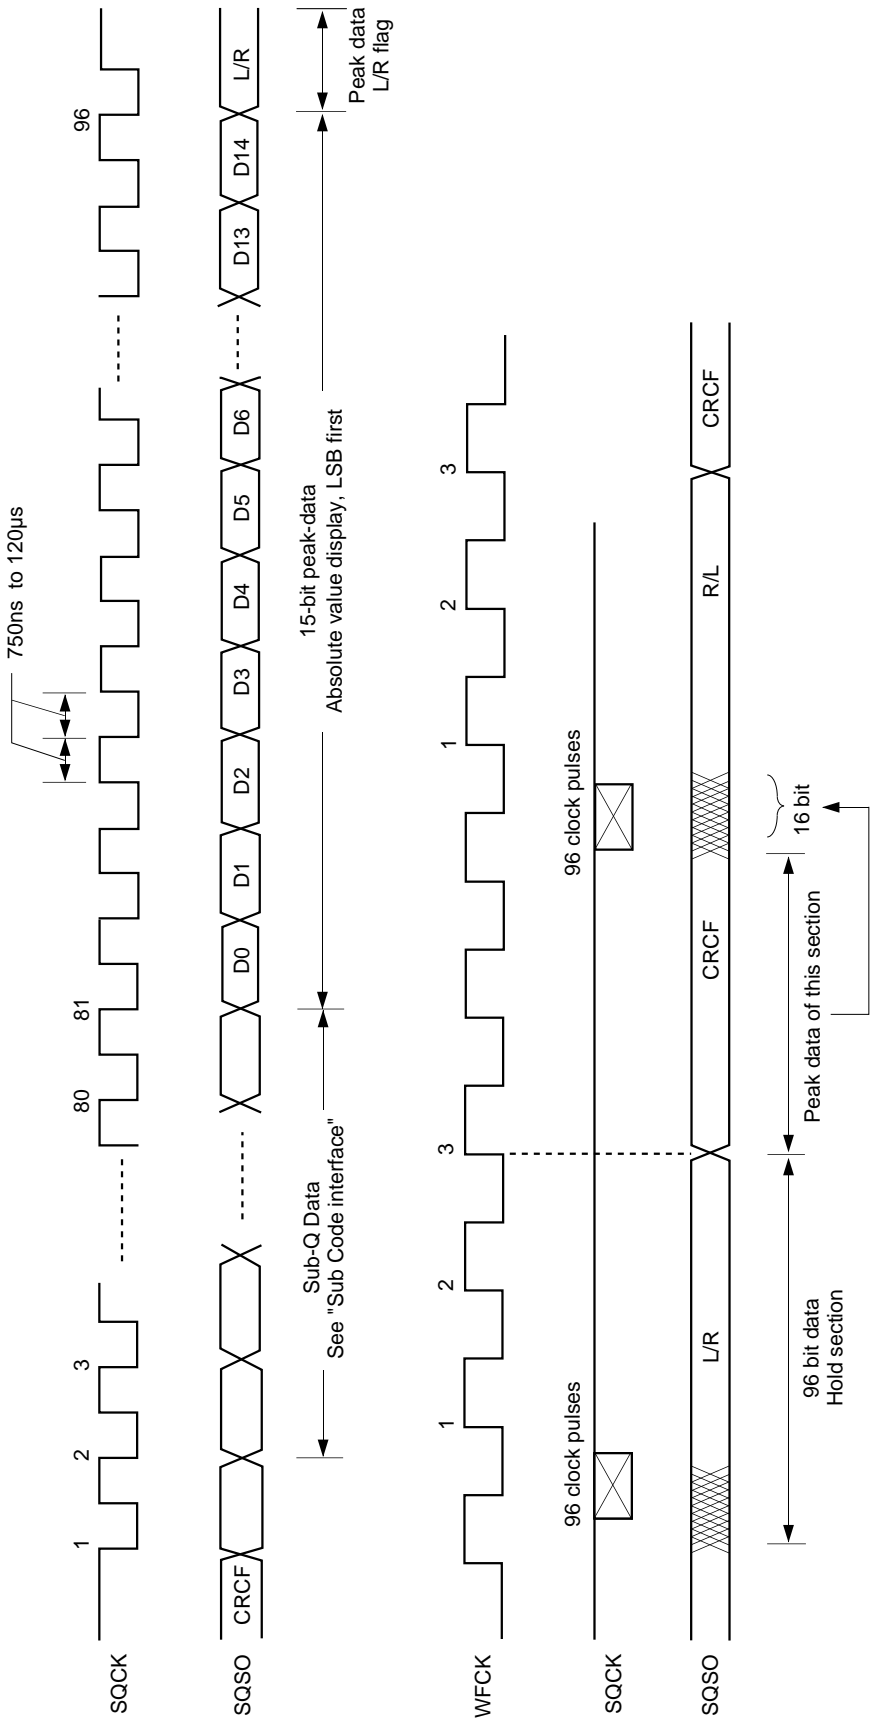 750ns to 120µs
SQCK
1
2
3
80
81
96
SQSO
CRCF
D0
D1
D2
D3
D4
D5
D6
D13
D14
L/R
Sub-Q Data
See "Sub Code interface"
15-bit peak-data
Absolute value display, LSB first
Peak data
L/R flag
WFCK
1
2
3
1
2
3
SQCK
96 clock pulses
96 clock pulses
SQSO
L/R
CRCF
R/L
CRCF
96 bit data
Hold section
Peak data of this section
16 bit